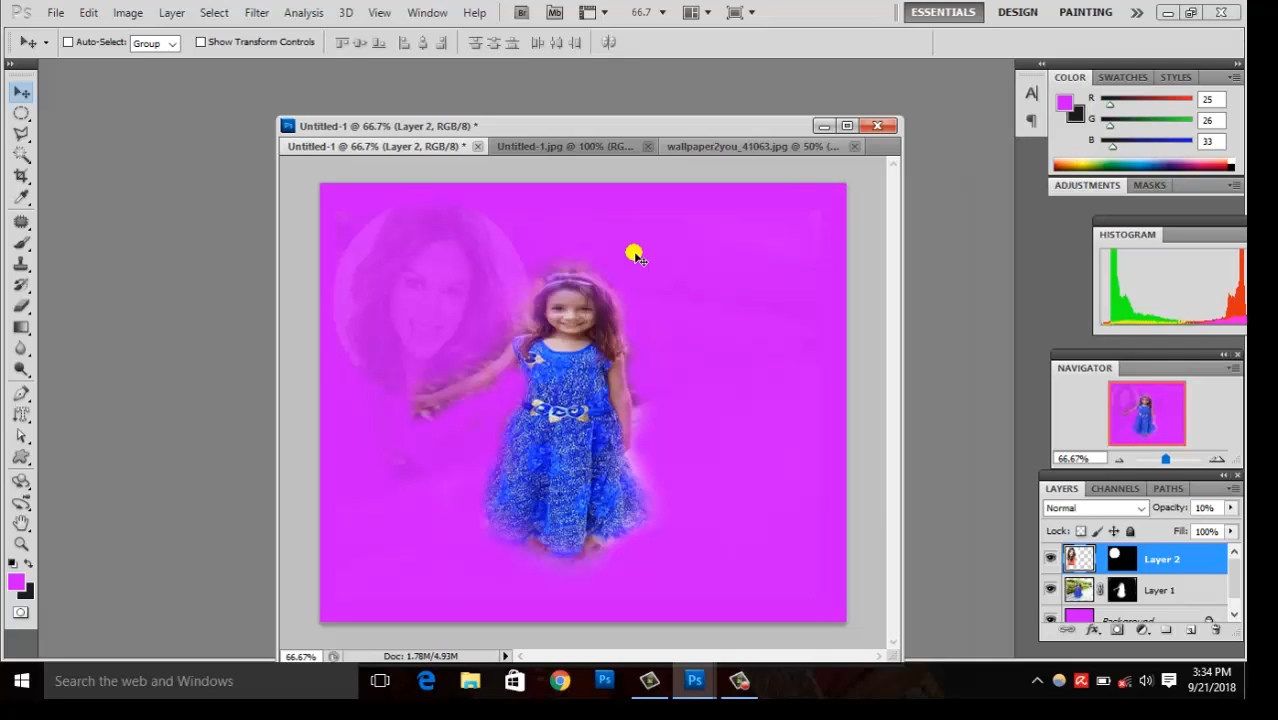 Ps File Edit Image Layer Select Filter Analysis 3D View Window Help Br Mb 66.7 ESSENTIALS DESIGN PAINTING
Auto-Select: Group Show Transform Controls
COLOR SWATCHES STYLES
R 25
G 26
B 33
ADJUSTMENTS MASKS
HISTOGRAM
Untitled-1 @ 66.7% (Layer 2, RGB/8) *
Untitled-1 @ 66.7% (Layer 2, RGB/8) * Untitled-1.jpg @ 100% (RG... wallpaper2you_41063.jpg @ 50% (...
NAVIGATOR
66.67%
LAYERS CHANNELS PATHS
Normal Opacity: 10%
Lock: Fill: 100%
Layer 2
Layer 1
Background
66.67% Doc: 1.78M/4.93M
Search the web and Windows
3:34 PM
9/21/2018